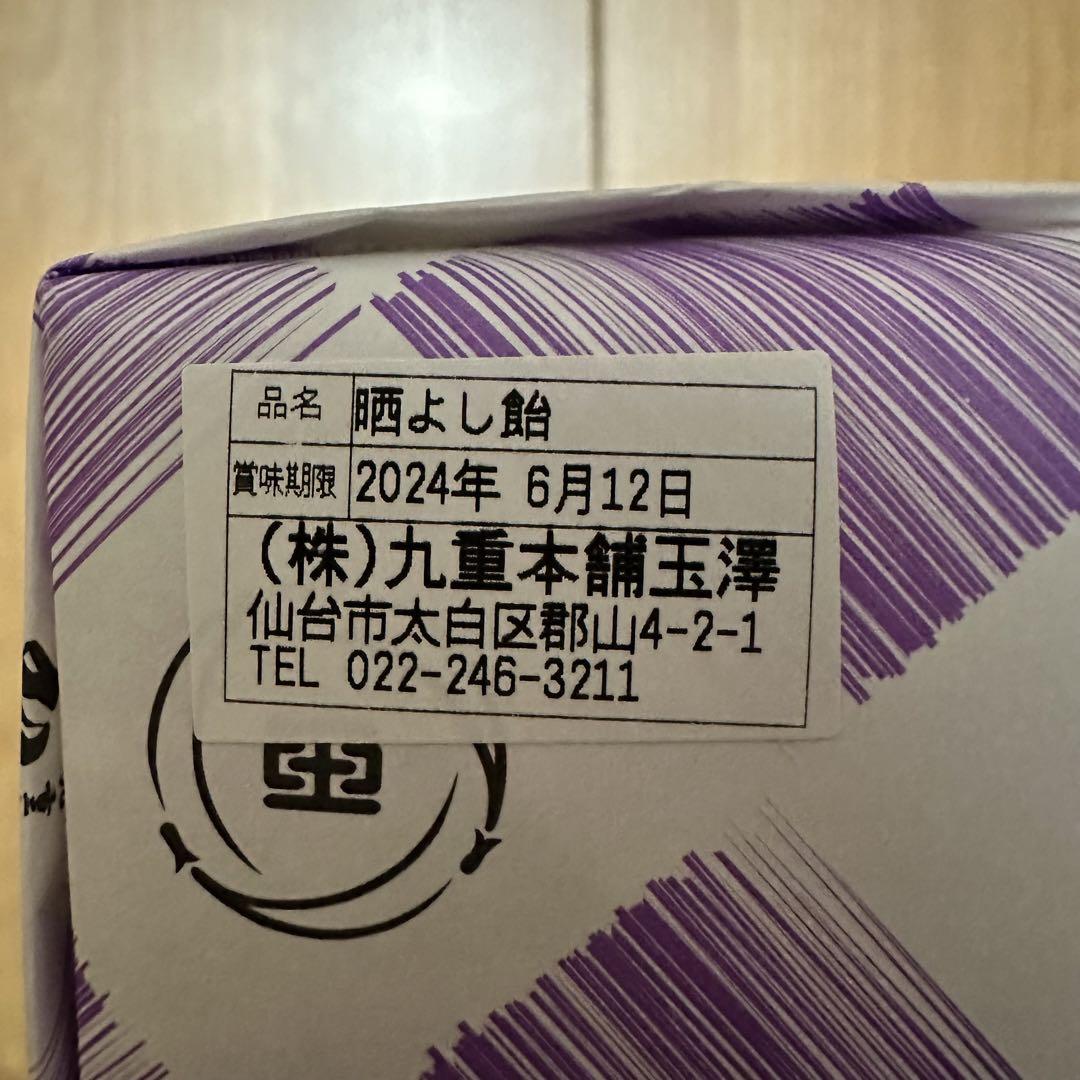 品名 晒よし飴
賞味期限 2024年 6月12日
(株)九重本舗玉澤
仙台市太白区郡山4-2-1
TEL 022-246-3211